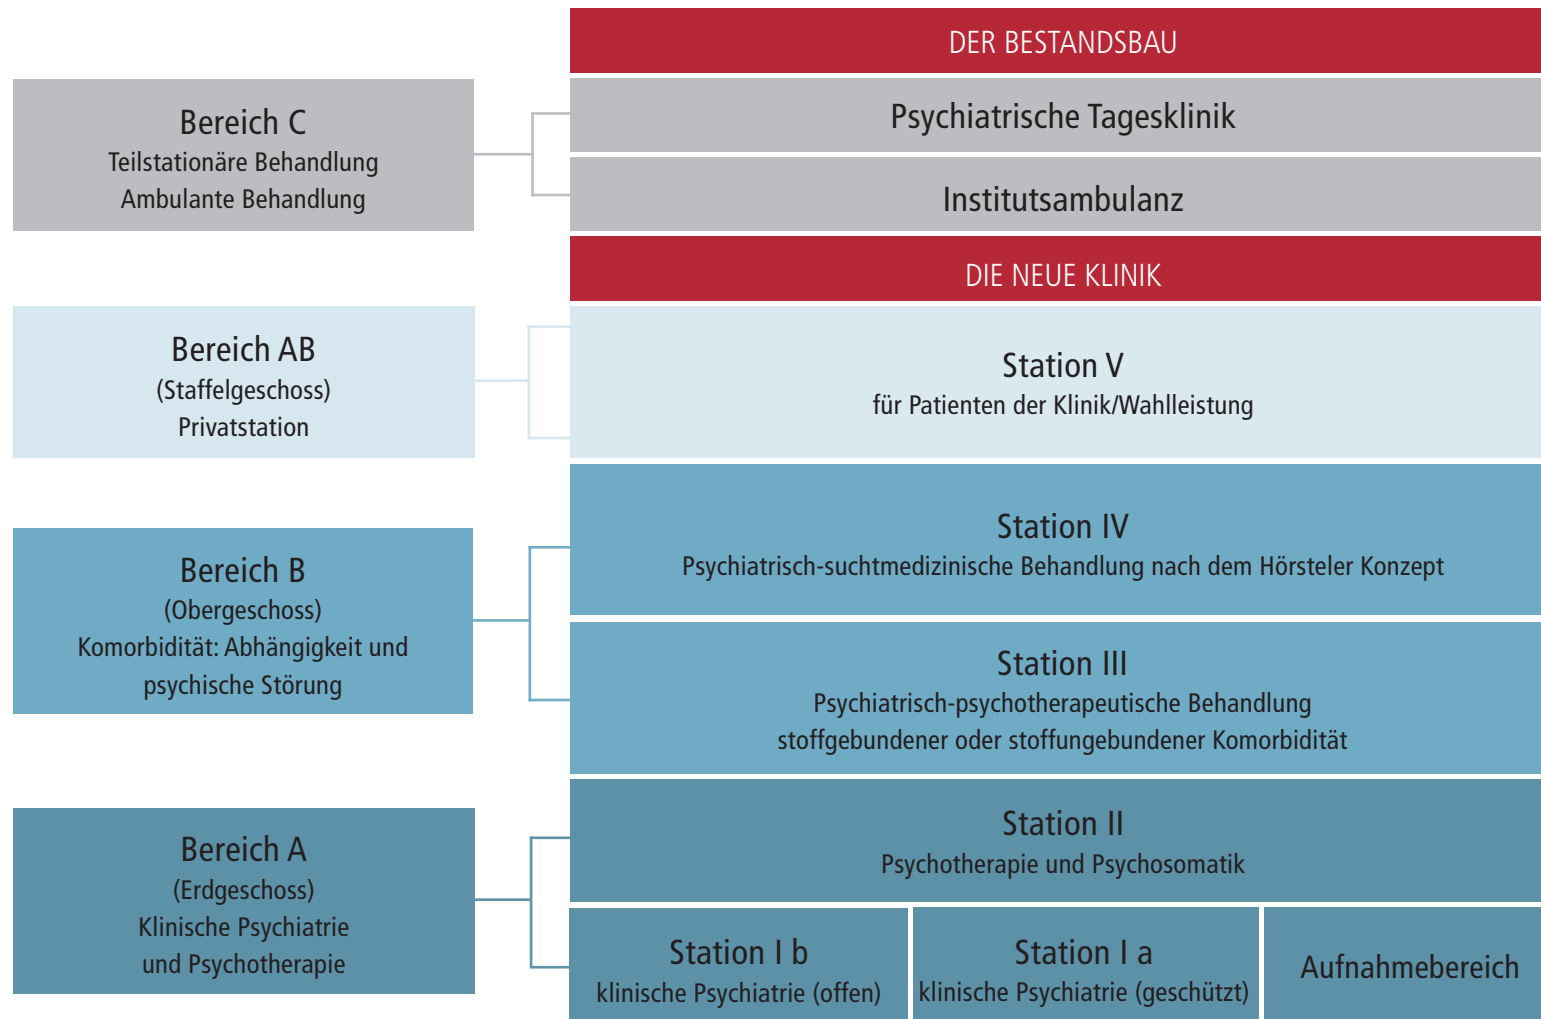 DER BESTANDSBAU
Bereich C
Teilstationäre Behandlung
Ambulante Behandlung
Psychiatrische Tagesklinik
Institutsambulanz
DIE NEUE KLINIK
Bereich AB
(Staffelgeschoss)
Privatstation
Station V
für Patienten der Klinik/Wahlleistung
Bereich B
(Obergeschoss)
Komorbidität: Abhängigkeit und
psychische Störung
Station IV
Psychiatrisch-suchtmedizinische Behandlung nach dem Hörsteler Konzept
Station III
Psychiatrisch-psychotherapeutische Behandlung
stoffgebundener oder stoffungebundener Komorbidität
Bereich A
(Erdgeschoss)
Klinische Psychiatrie
und Psychotherapie
Station II
Psychotherapie und Psychosomatik
Station I b
klinische Psychiatrie (offen)
Station I a
klinische Psychiatrie (geschützt)
Aufnahmebereich